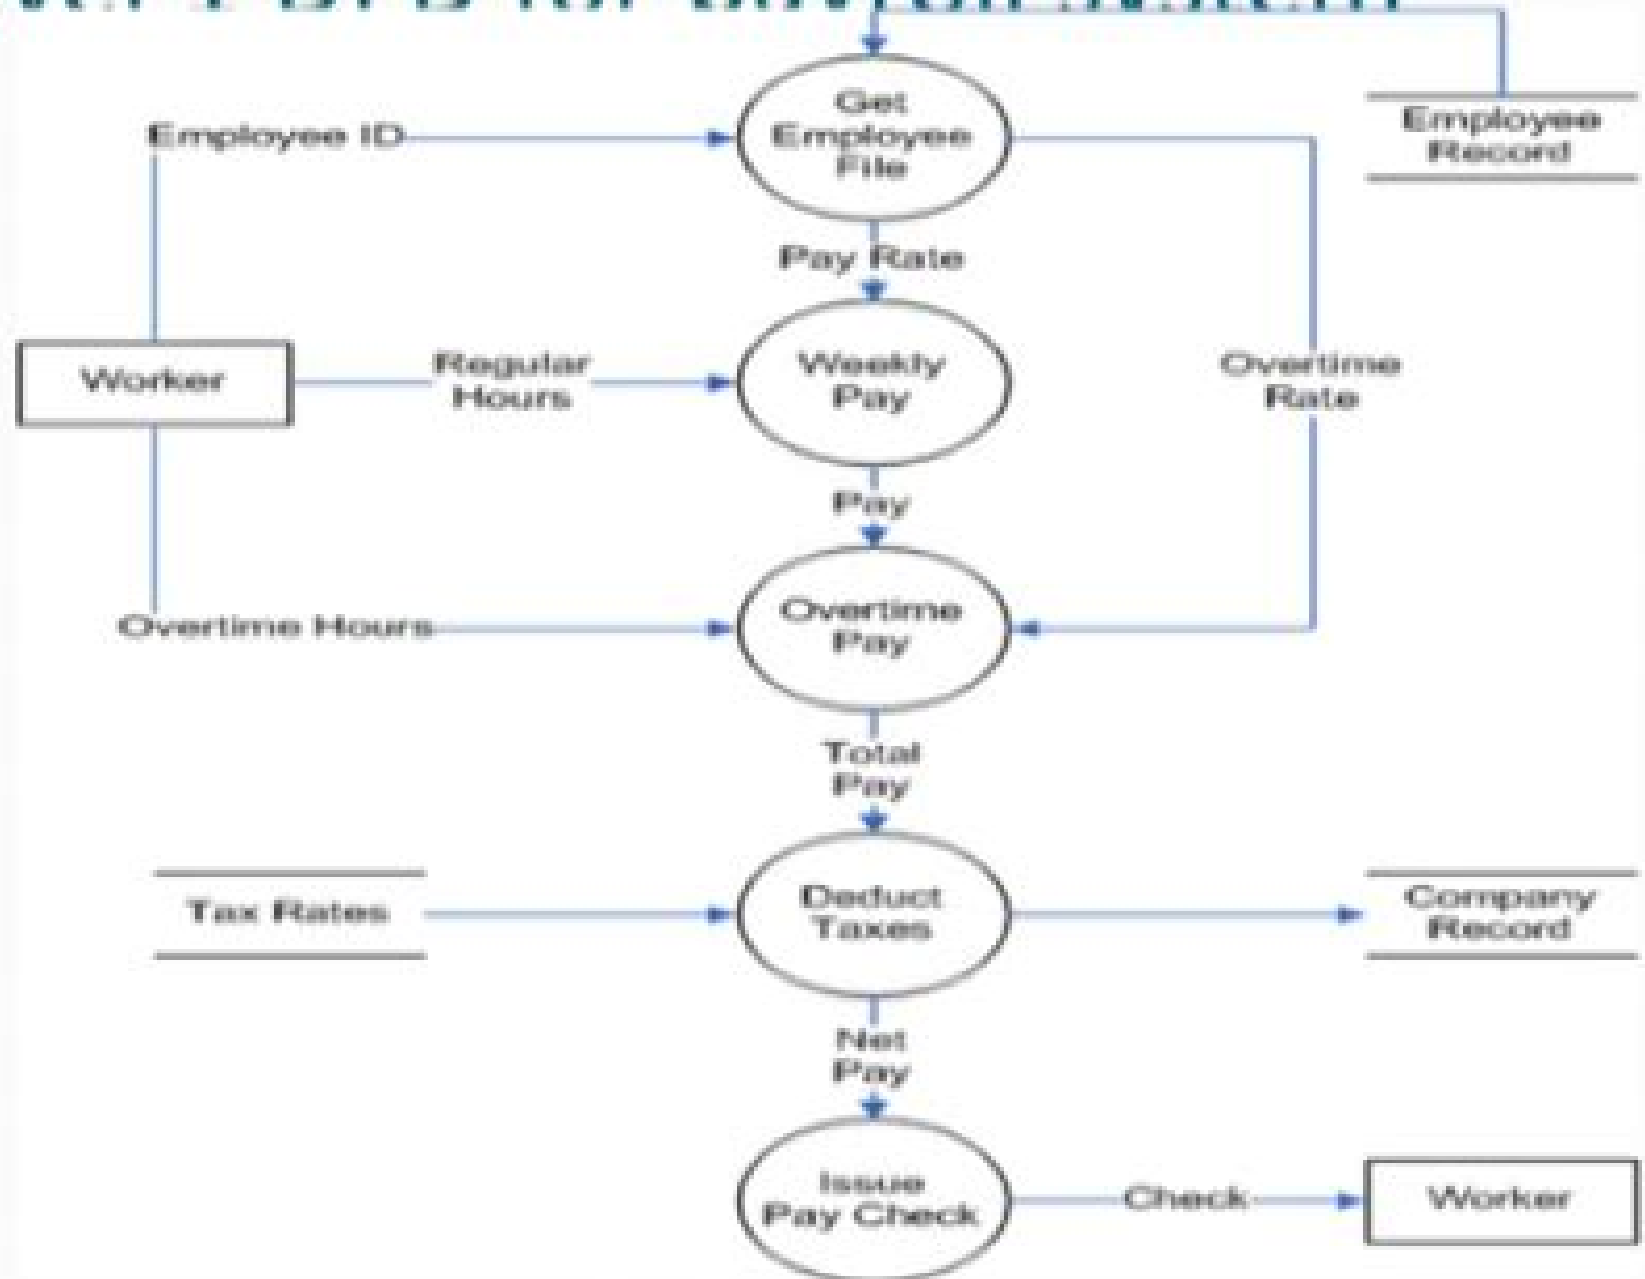 Get
Employee
File
Employee ID
Employee
Record
Pay Rate
Worker
Regular
Hours
Weekly
Pay
Overtime
Rate
Pay
Overtime Hours
Overtime
Pay
Total
Pay
Tax Rates
Deduct
Taxes
Company
Record
Net
Pay
Issue
Pay Check
Check
Worker